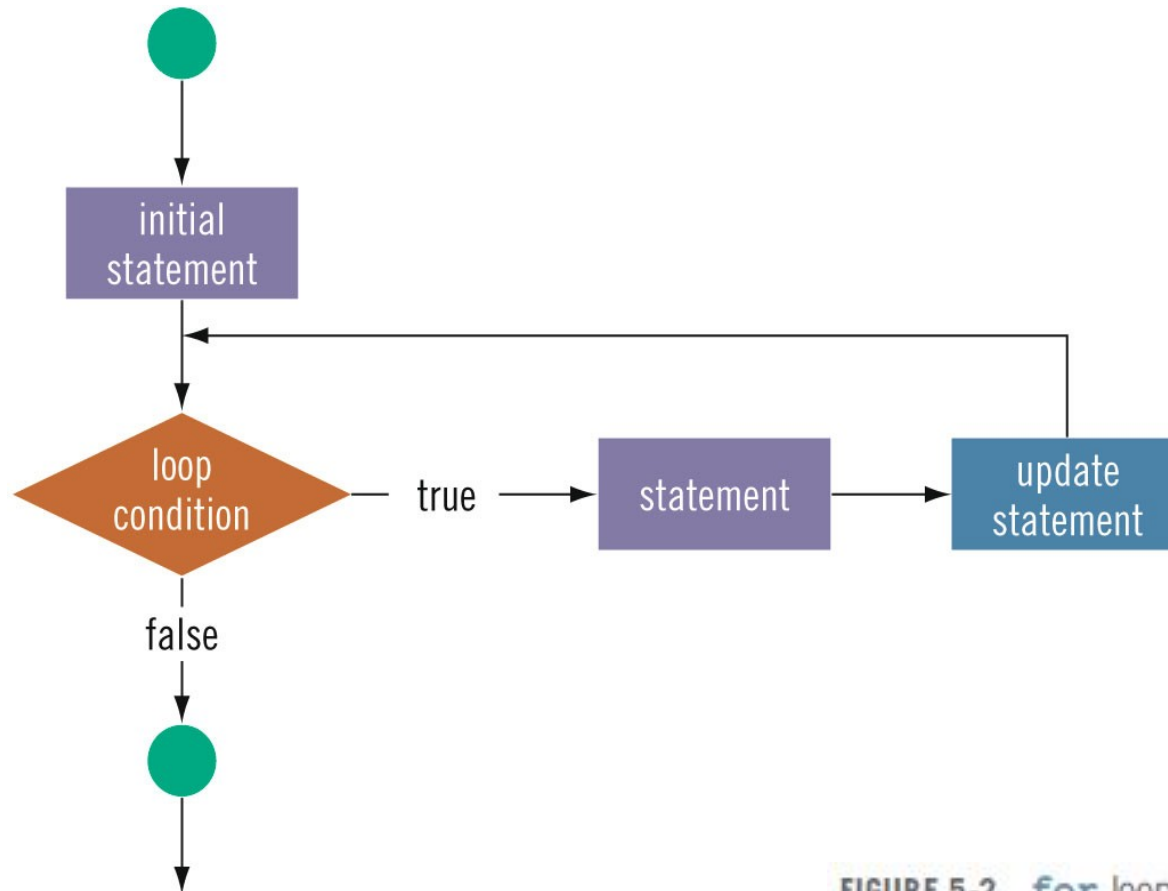 initial
statement
loop
condition
true
statement
update
statement
false
FIGURE 5-2 for loop